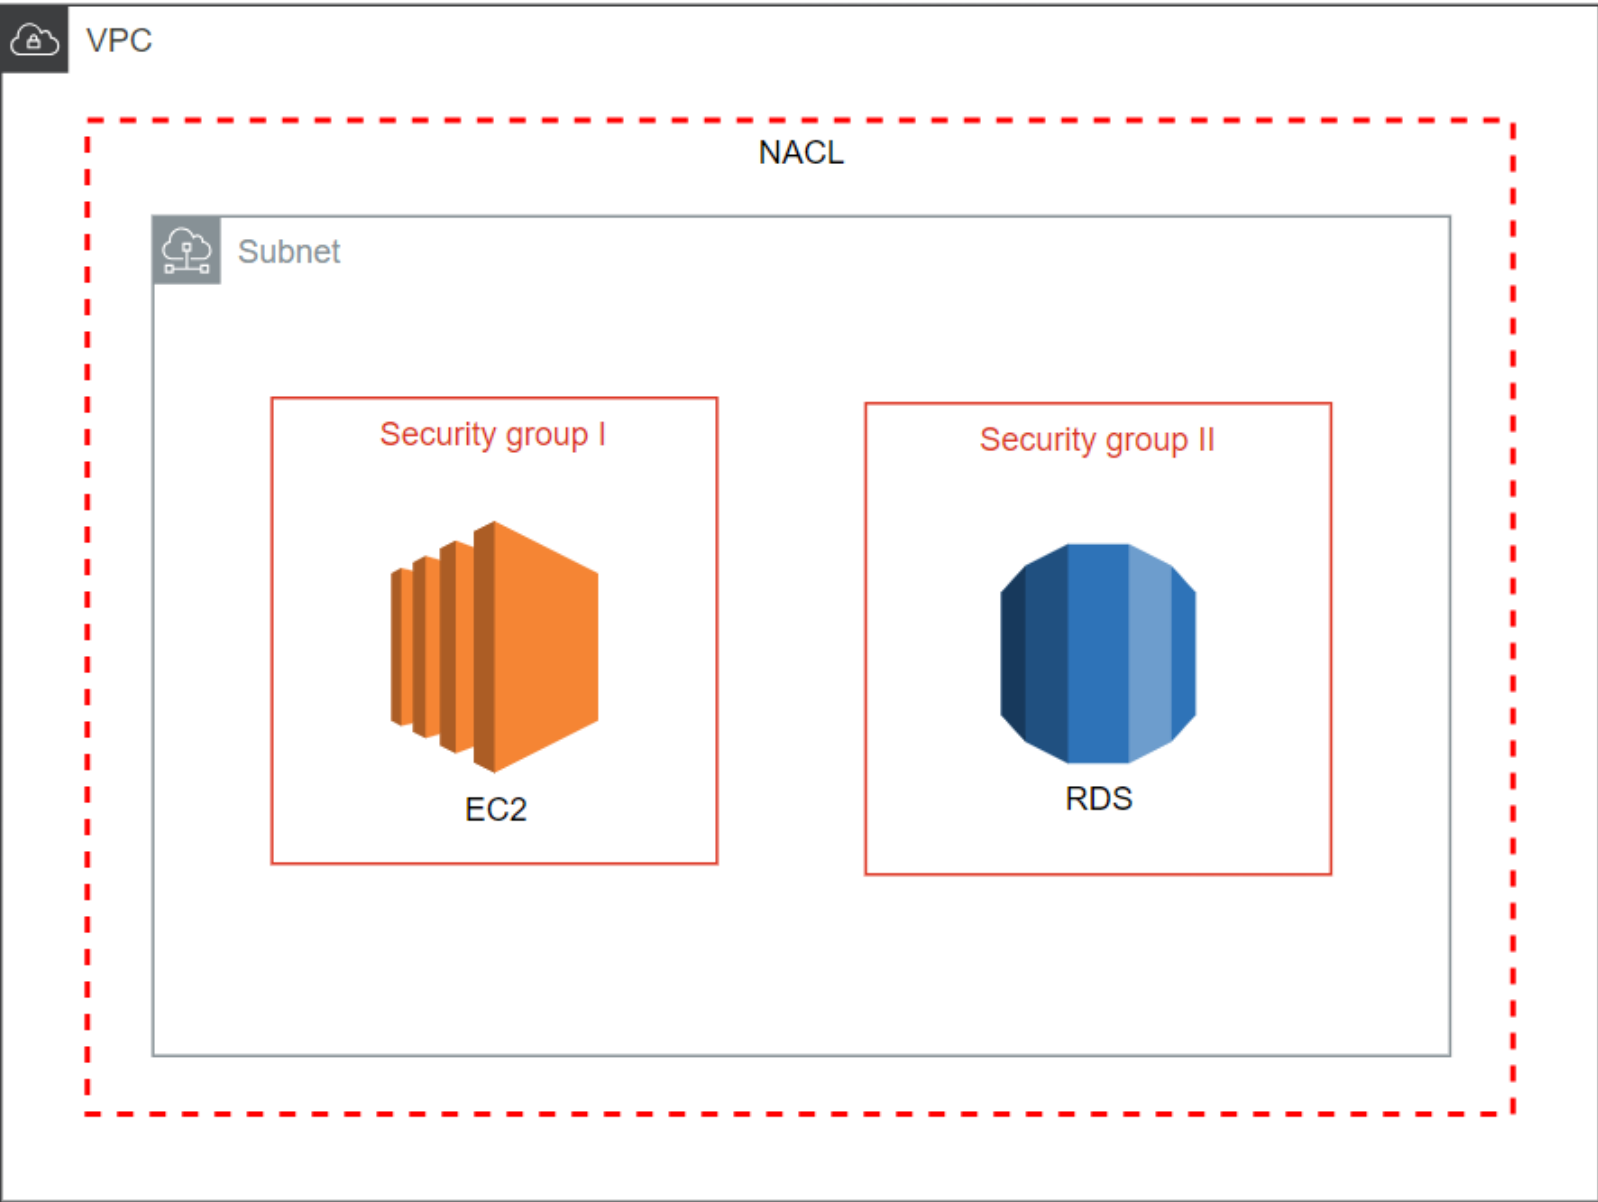 VPC
NACL
Subnet
Security group I
Security group II
EC2
RDS